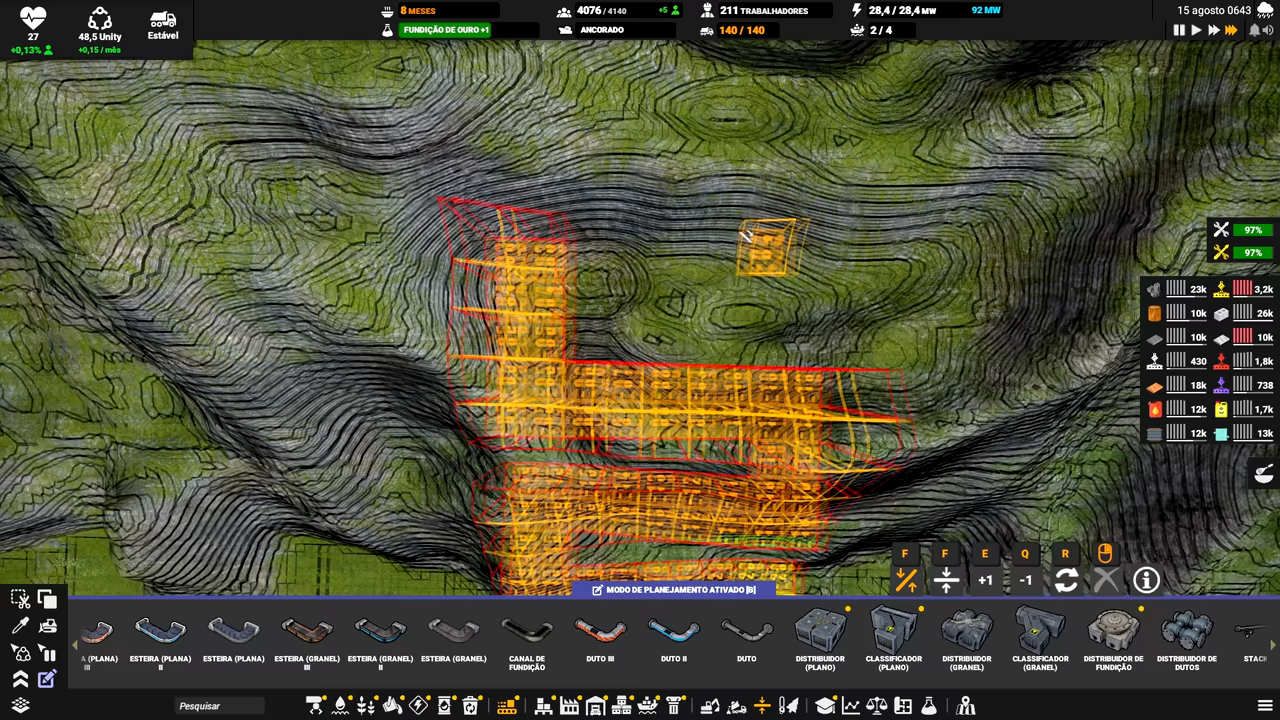 8 MESES
4076 / 4140
+5
211 TRABALHADORES
28,4 / 28,4 MW
92 MW
15 agosto 0643
27
48,5 Unity
Estável
+0,13%
+0,15 / mês
FUNDIÇÃO DE OURO +1
ANCORADO
140 / 140
2 / 4
97%
97%
23k
3,2k
10k
26k
10k
10k
430
1,8k
18k
738
12k
1,7k
12k
13k
F
F
E
Q
R
+1
-1
MODO DE PLANEJAMENTO ATIVADO [B]
A (PLANA) III
ESTEIRA (PLANA) II
ESTEIRA (PLANA)
ESTEIRA (GRANEL) III
ESTEIRA (GRANEL) II
ESTEIRA (GRANEL)
CANAL DE FUNDIÇÃO
DUTO III
DUTO II
DUTO
DISTRIBUIDOR (PLANO)
CLASSIFICADOR (PLANO)
DISTRIBUIDOR (GRANEL)
CLASSIFICADOR (GRANEL)
DISTRIBUIDOR DE FUNDIÇÃO
DISTRIBUIDOR DE DUTOS
STAC
Pesquisar